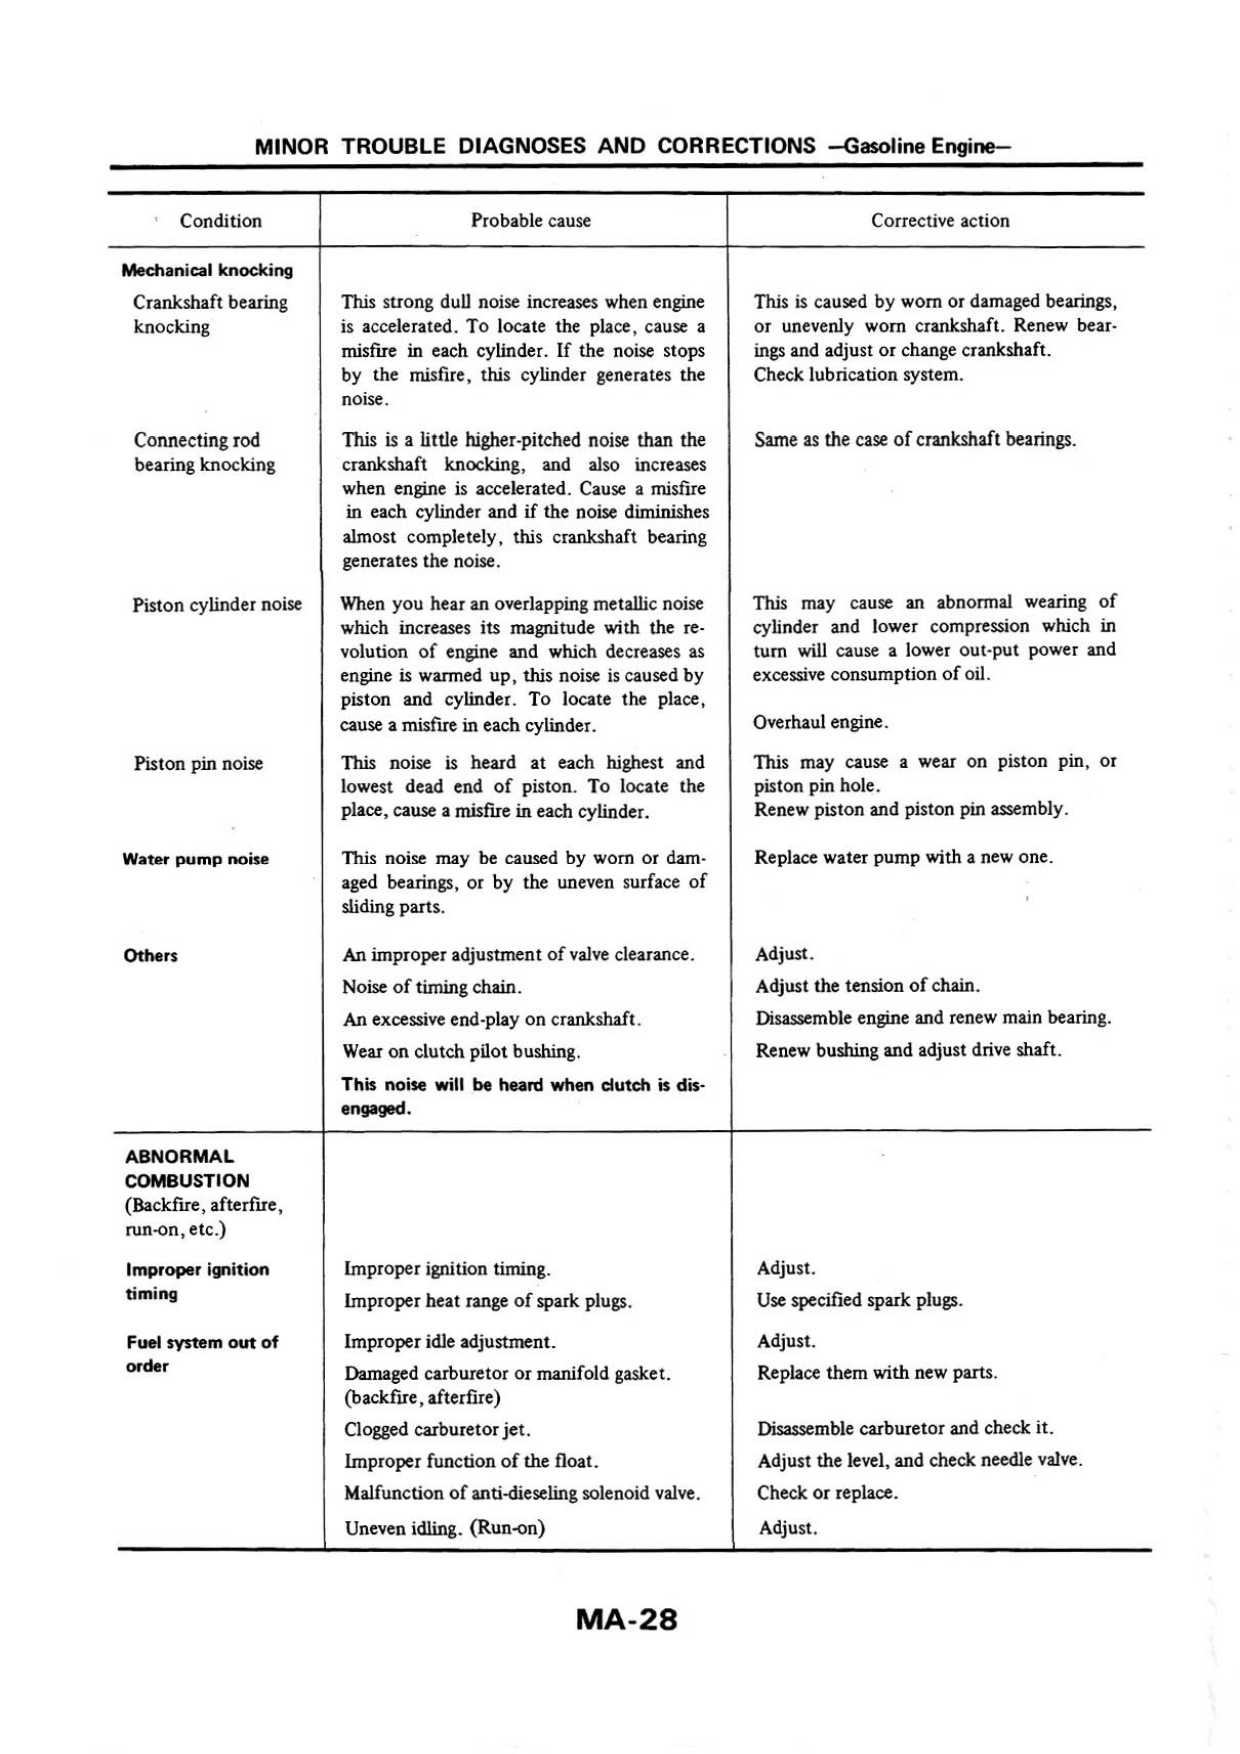 MINOR TROUBLE DIAGNOSES AND CORRECTIONS —Gasoline Engine—
Condition
Probable cause
Corrective action
Mechanical knocking
Crankshaft bearing
knocking
This strong dull noise increases when engine
is accelerated. To locate the place, cause a
misfire in each cylinder. If the noise stops
by the misfire, this cylinder generates the
noise.
This is caused by worn or damaged bearings,
or unevenly worn crankshaft. Renew bear-
ings and adjust or change crankshaft.
Check lubrication system.
Connecting rod
bearing knocking
This is a little higher-pitched noise than the
crankshaft knocking, and also increases
when engine is accelerated. Cause a misfire
in each cylinder and if the noise diminishes
almost completely, this crankshaft bearing
generates the noise.
Same as the case of crankshaft bearings.
Piston cylinder noise
When you hear an overlapping metallic noise
which increases its magnitude with the re-
volution of engine and which decreases as
engine is warmed up, this noise is caused by
piston and cylinder. To locate the place,
cause a misfire in each cylinder.
This may cause an abnormal wearing of
cylinder and lower compression which in
turn will cause a lower out-put power and
excessive consumption of oil.
Overhaul engine.
Piston pin noise
This noise is heard at each highest and
lowest dead end of piston. To locate the
place, cause a misfire in each cylinder.
This may cause a wear on piston pin, or
piston pin hole.
Renew piston and piston pin assembly.
Water pump noise
This noise may be caused by worn or dam-
aged bearings, or by the uneven surface of
sliding parts.
Replace water pump with a new one.
Others
An improper adjustment of valve clearance.
Adjust.
Noise of timing chain.
Adjust the tension of chain.
An excessive end-play on crankshaft.
Disassemble engine and renew main bearing.
Wear on clutch pilot bushing.
Renew bushing and adjust drive shaft.
This noise will be heard when clutch is dis-
engaged.
ABNORMAL
COMBUSTION
(Backfire, afterfire,
run-on, etc.)
Improper ignition
timing
Improper ignition timing.
Adjust.
Improper heat range of spark plugs.
Use specified spark plugs.
Fuel system out of
order
Improper idle adjustment.
Adjust.
Damaged carburetor or manifold gasket.
(backfire, afterfire)
Replace them with new parts.
Clogged carburetor jet.
Disassemble carburetor and check it.
Improper function of the float.
Adjust the level, and check needle valve.
Malfunction of anti-dieseling solenoid valve.
Check or replace.
Uneven idling. (Run-on)
Adjust.
MA-28